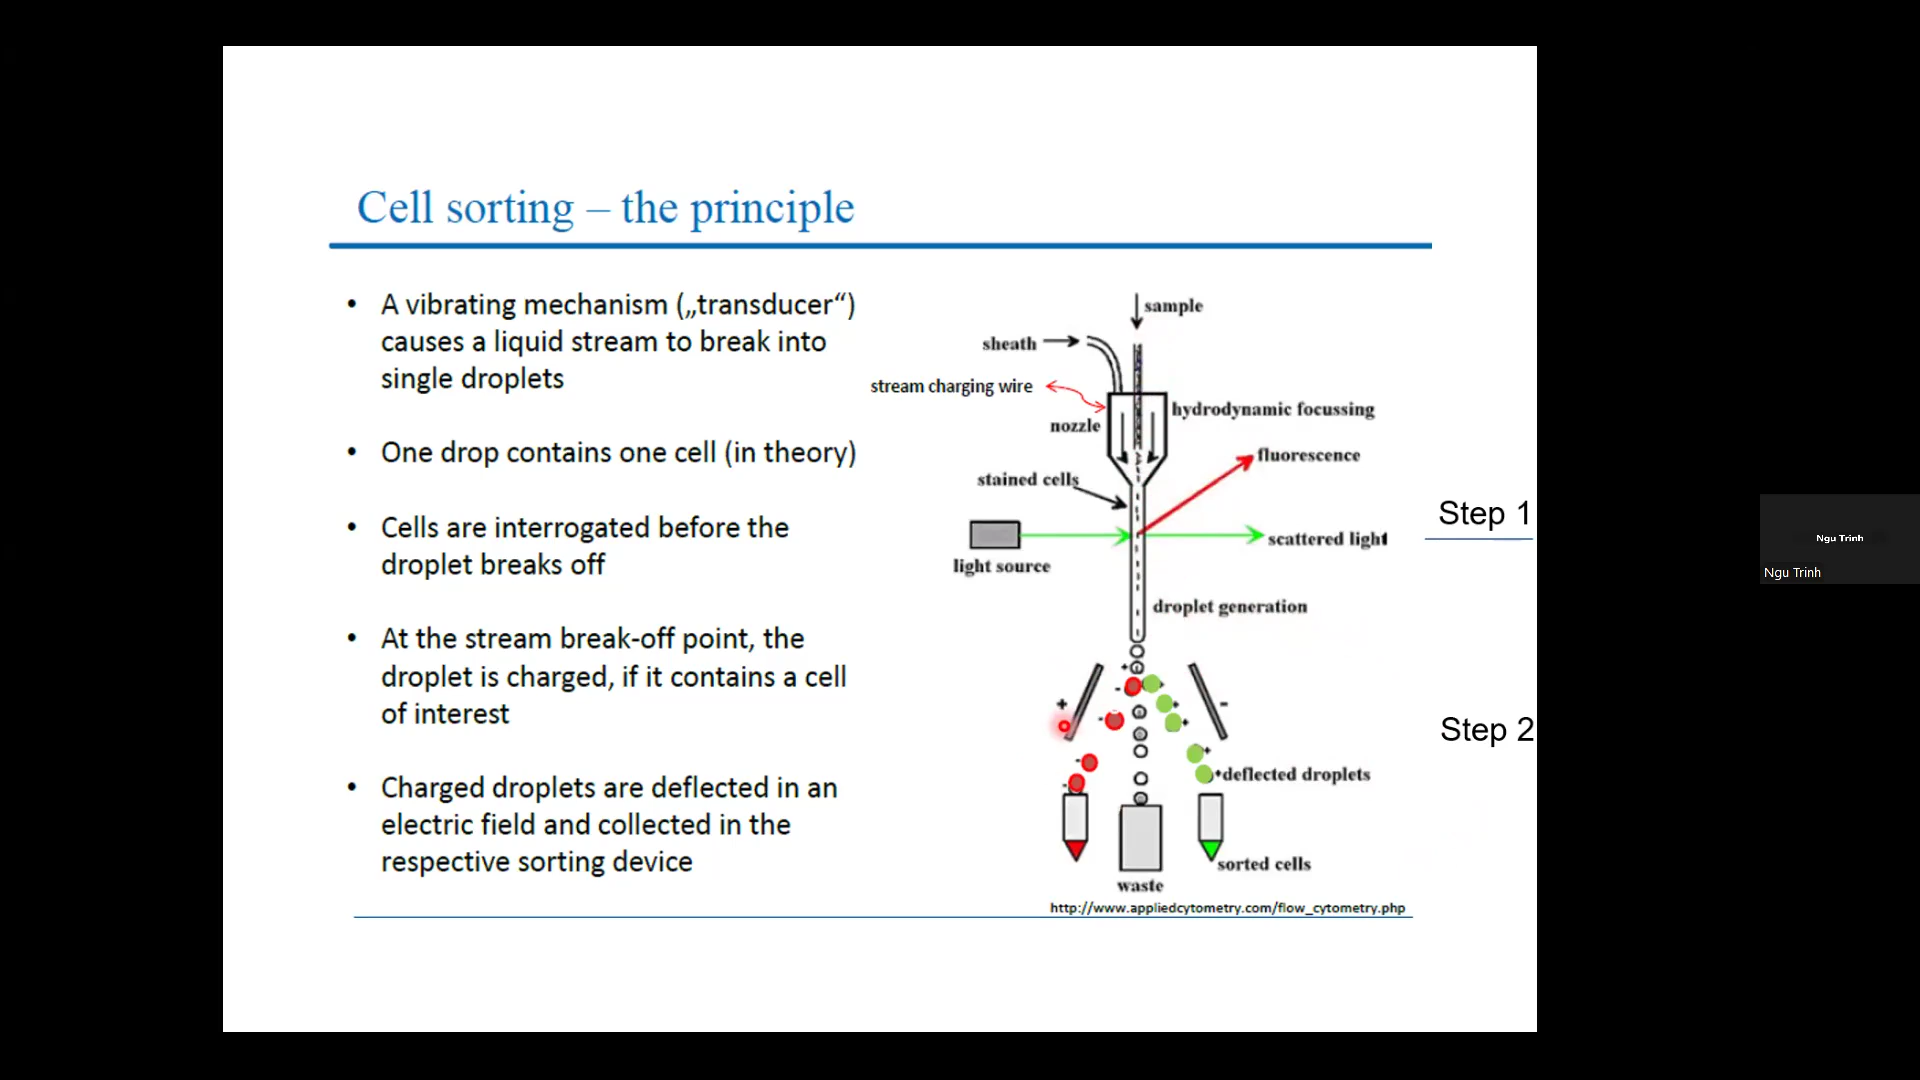 Cell sorting – the principle
• A vibrating mechanism („transducer“)
causes a liquid stream to break into
single droplets
• One drop contains one cell (in theory)
• Cells are interrogated before the
droplet breaks off
• At the stream break-off point, the
droplet is charged, if it contains a cell
of interest
• Charged droplets are deflected in an
electric field and collected in the
respective sorting device
sample
sheath
stream charging wire
hydrodynamic focussing
nozzle
fluorescence
stained cells
scattered light
light source
droplet generation
+
-
+
-
+
-
+
-
+
+
-
+
-
deflected droplets
sorted cells
waste
http://www.appliedcytometry.com/flow_cytometry.php
Step 1
Step 2
Ngu Trinh
Ngu Trinh